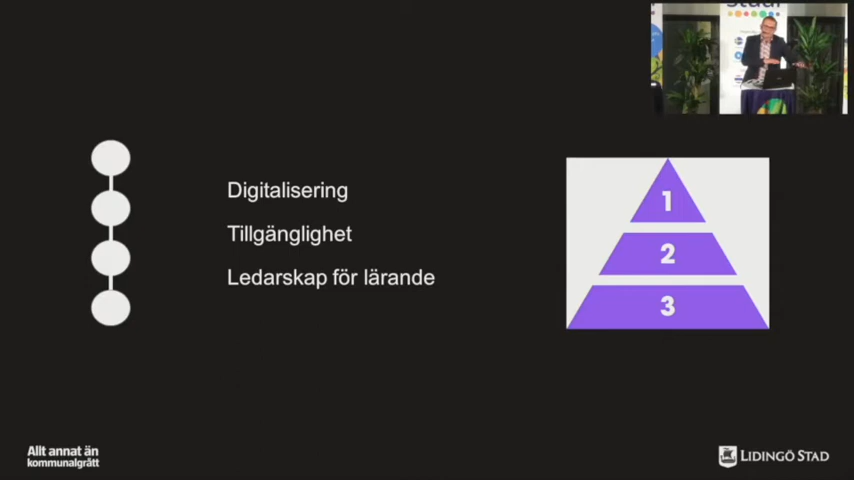 Digitalisering
Tillgänglighet
Ledarskap för lärande
1
2
3
Allt annat än
kommunalgrått
LIDINGÖ STAD